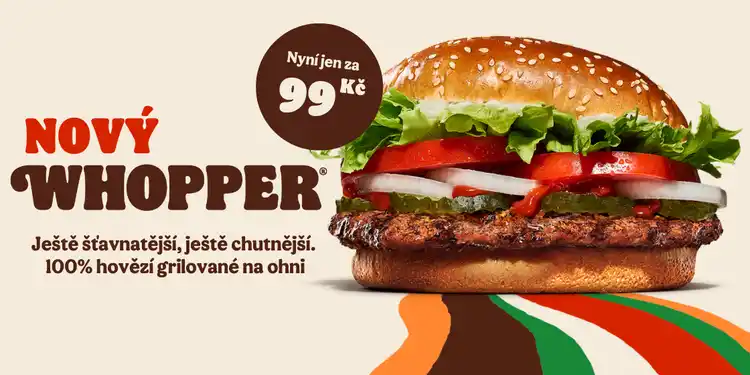 Nyní jen za
99 Kč
NOVÝ
WHOPPER®
Ještě šťavnatější, ještě chutnější.
100% hovězí grilované na ohni